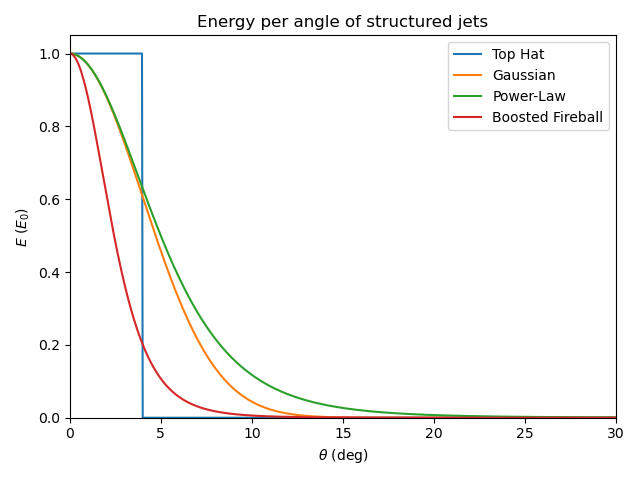 Energy per angle of structured jets
Top Hat
Gaussian
Power-Law
Boosted Fireball
1.0
0.8
0.6
0.4
0.2
0.0
E (E₀)
0 5 10 15 20 25 30
θ (deg)